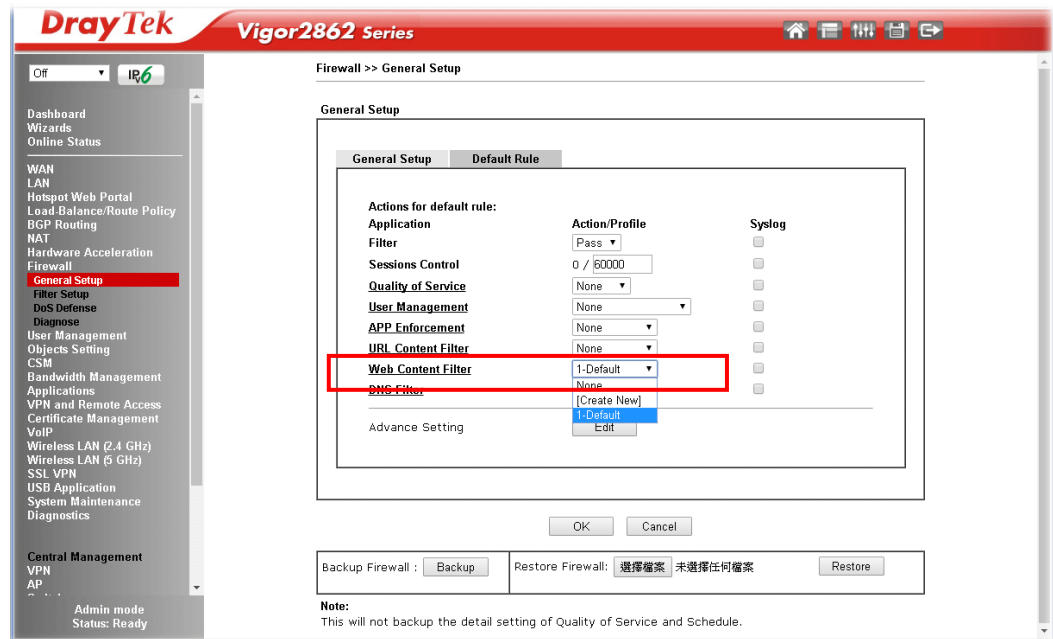 DrayTek
Vigor2862 Series
Off
IPv6
Dashboard
Wizards
Online Status
WAN
LAN
Hotspot Web Portal
Load-Balance/Route Policy
BGP Routing
NAT
Hardware Acceleration
Firewall
General Setup
Filter Setup
DoS Defense
Diagnose
User Management
Objects Setting
CSM
Bandwidth Management
Applications
VPN and Remote Access
Certificate Management
VoIP
Wireless LAN (2.4 GHz)
Wireless LAN (5 GHz)
SSL VPN
USB Application
System Maintenance
Diagnostics
Central Management
VPN
AP
Admin mode
Status: Ready
Firewall >> General Setup
General Setup
General Setup Default Rule
Actions for default rule:
Application Action/Profile Syslog
Filter Pass
Sessions Control 0 / 60000
Quality of Service None
User Management None
APP Enforcement None
URL Content Filter None
Web Content Filter 1-Default
DNS Filter None
[Create New]
1-Default
Advance Setting Edit
OK Cancel
Backup Firewall : Backup Restore Firewall: 選擇檔案 未選擇任何檔案 Restore
Note:
This will not backup the detail setting of Quality of Service and Schedule.